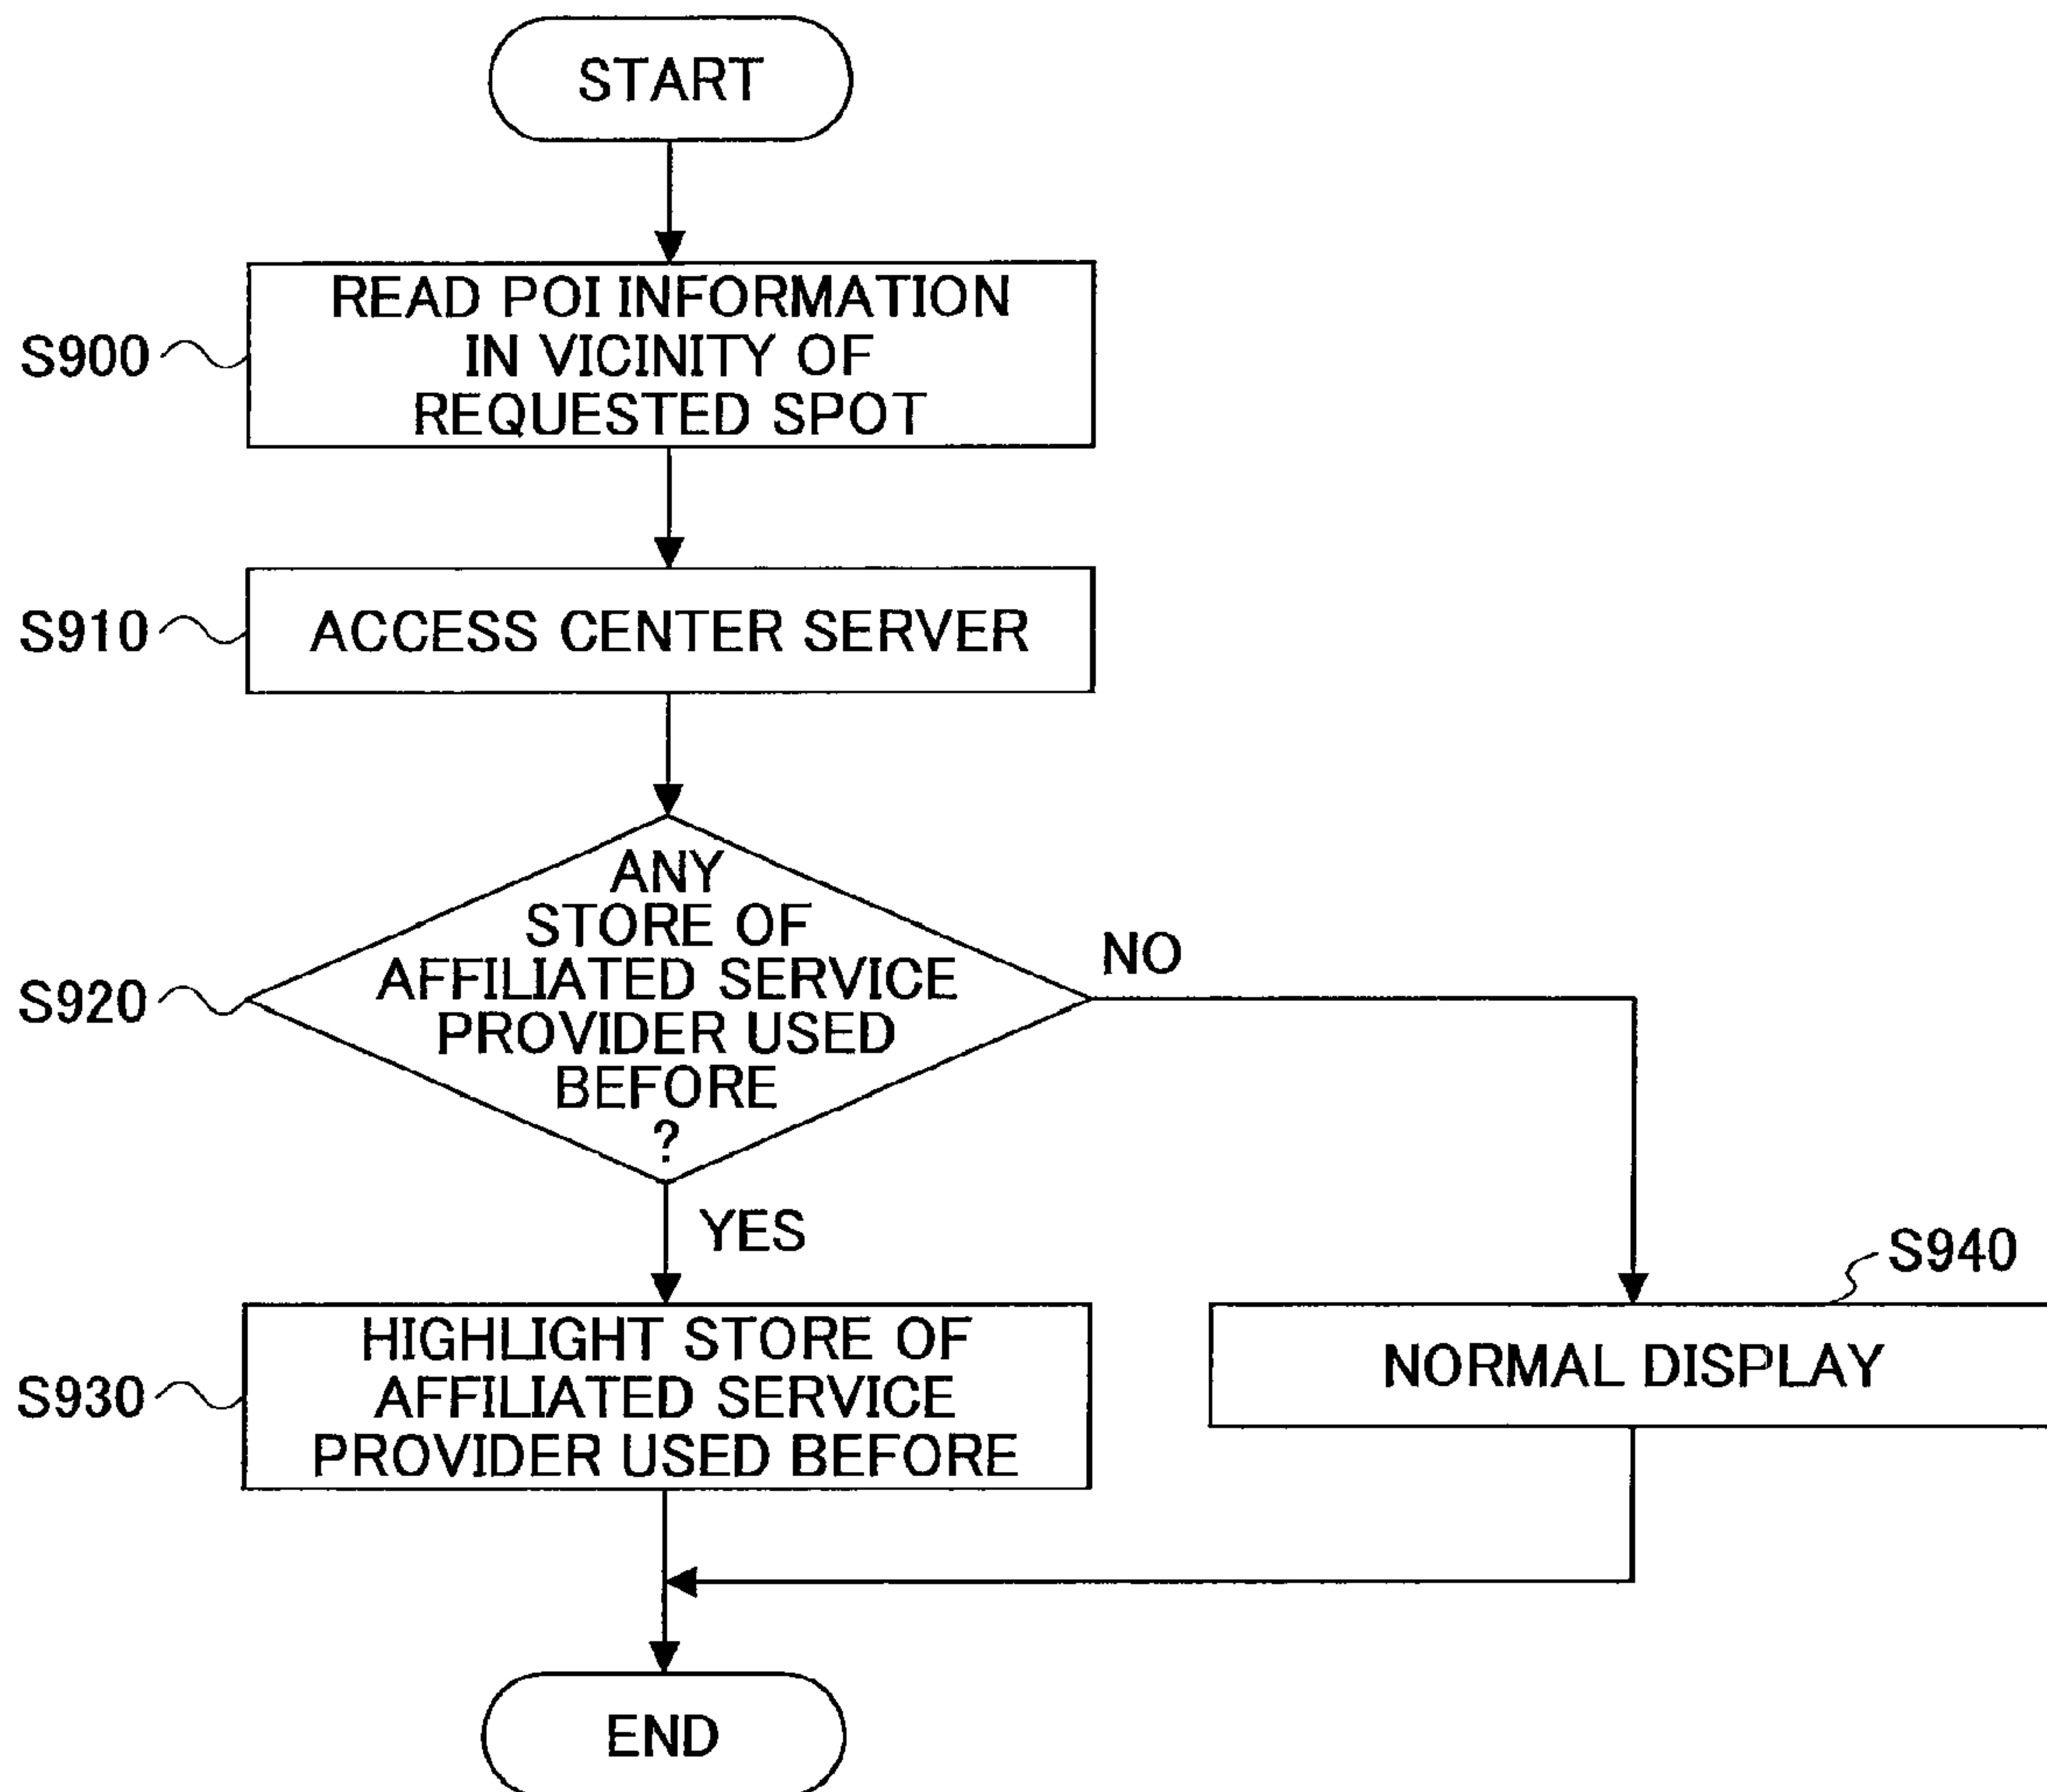 START
S900
READ POI INFORMATION
IN VICINITY OF
REQUESTED SPOT
S910
ACCESS CENTER SERVER
S920
ANY
STORE OF
AFFILIATED SERVICE
PROVIDER USED
BEFORE
?
NO
YES
S930
HIGHLIGHT STORE OF
AFFILIATED SERVICE
PROVIDER USED BEFORE
S940
NORMAL DISPLAY
END